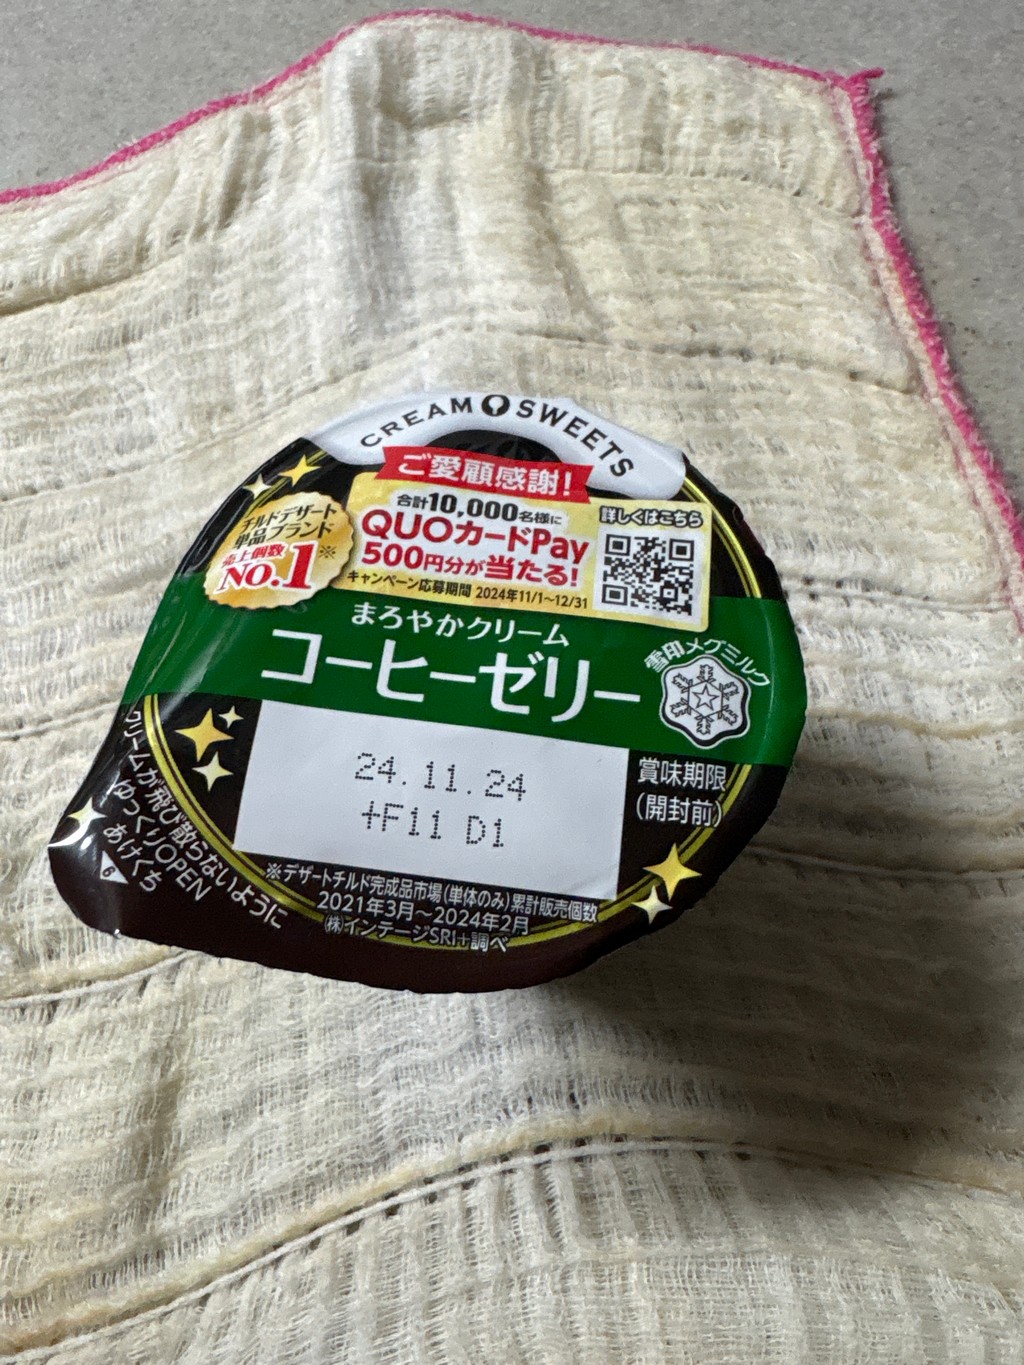 CREAM SWEETS
ご愛顧感謝!
合計10,000名様に
QUOカードPay
500円分が当たる!
キャンペーン応募期間 2024年11/1～12/31
詳しくはこちら
チルドデザート
単品ブランド
売上個数
NO.1※
まろやかクリーム
コーヒーゼリー
雪印メグミルク
24.11.24
+F11 D1
賞味期限
(開封前)
クリームが飛び散らないように
ゆっくりOPEN
あけくち
※デザートチルド完成品市場(単体のみ)累計販売個数
2021年3月～2024年2月
㈱インテージSRI+調べ